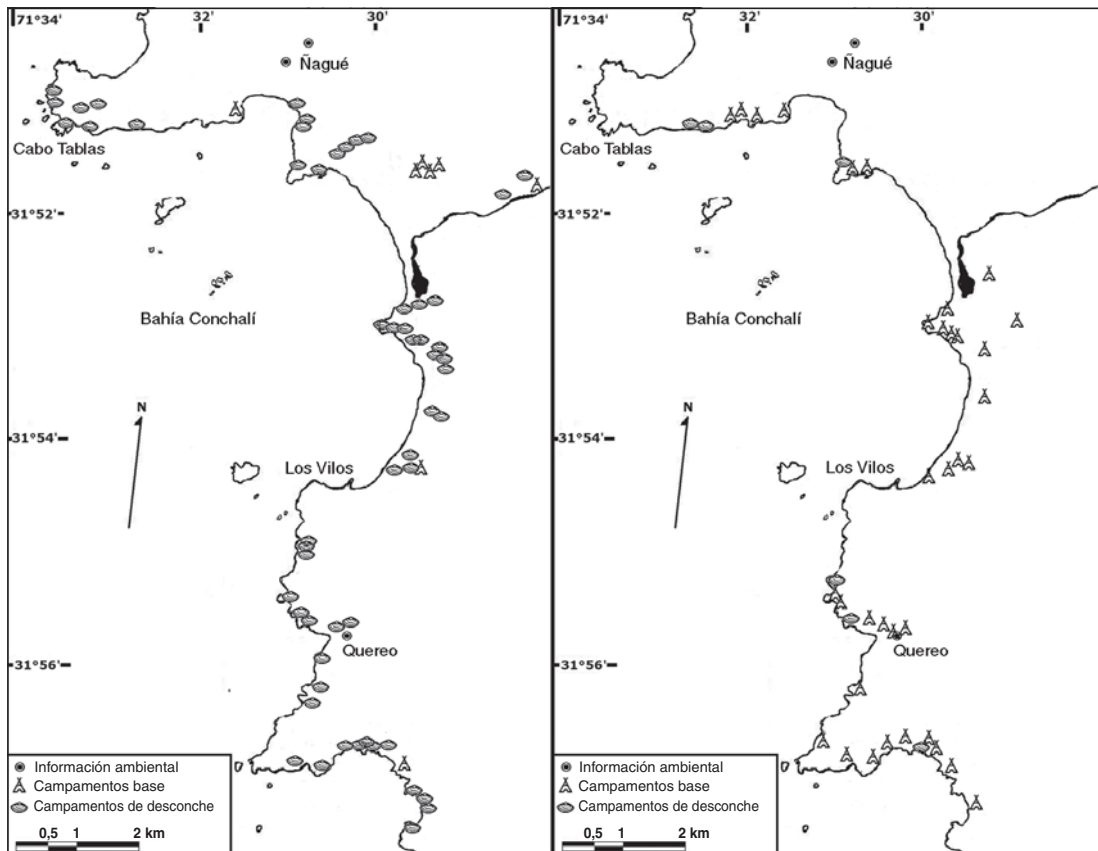 71°34'
32'
30'
Ñagué
Cabo Tablas
31°52'
Bahía Conchalí
N
31°54'
Los Vilos
Quereo
31°56'
Información ambiental
Campamentos base
Campamentos de desconche
0,5 1 2 km
71°34'
32'
30'
Ñagué
Cabo Tablas
31°52'
Bahía Conchalí
N
31°54'
Los Vilos
Quereo
31°56'
Información ambiental
Campamentos base
Campamentos de desconche
0,5 1 2 km